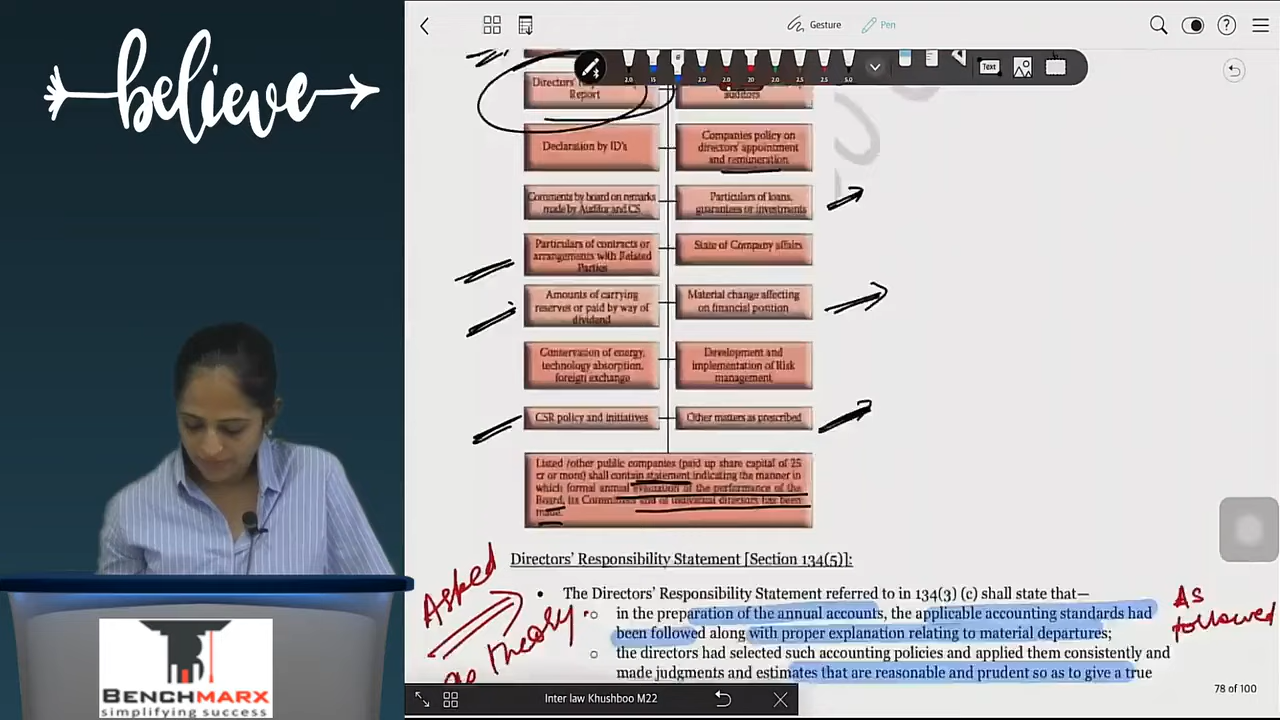 believe
Gesture
Pen
2.0
2.0
2.0
5.0
Text
Directors'
Report
auditors
Declaration by ID's
Companies policy on
directors' appointment
and remuneration
Comments by board on remarks
made by Auditor and CS
Particulars of loans,
guarantees or investments
Particulars of contracts or
arrangements with Related
Parties
State of Company affairs
Amounts of carrying
reserves or paid by way of
dividend
Material change affecting
on financial position
Conservation of energy,
technology absorption,
foreign exchange
Development and
implementation of Risk
management
CSR policy and initiatives
Other matters as prescribed
Listed /other public companies (paid up share capital of 25
cr or more) shall contain statement indicating the manner in
which formal annual evaluation of the performance of the
Board, its Committees and of individual directors has been
made.
Directors' Responsibility Statement [Section 134(5)]:
• The Directors' Responsibility Statement referred to in 134(3) (c) shall state that—
o in the preparation of the annual accounts, the applicable accounting standards had
been followed along with proper explanation relating to material departures;
o the directors had selected such accounting policies and applied them consistently and
made judgments and estimates that are reasonable and prudent so as to give a true
Asked
as Theory
AS
followed
78 of 100
Inter law Khushboo M22
BENCHMARX
simplifying success